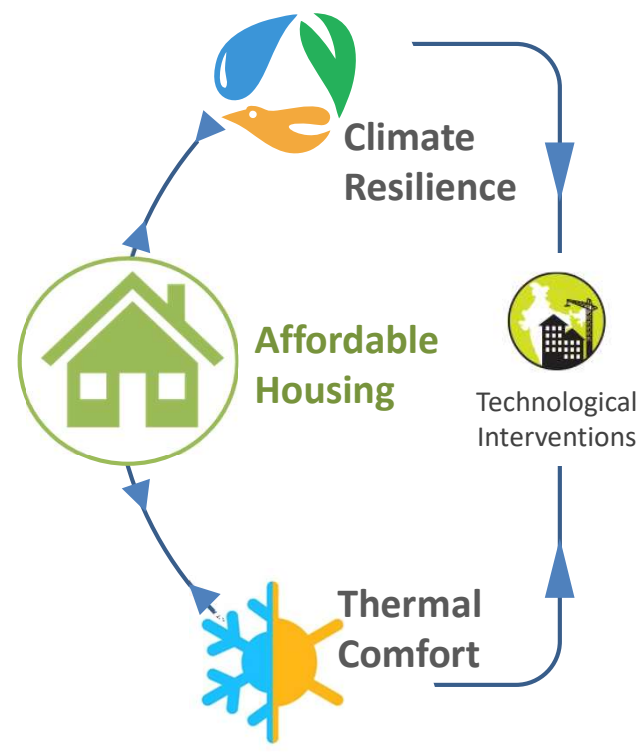 Climate
Resilience
Affordable
Housing
Technological
Interventions
Thermal
Comfort